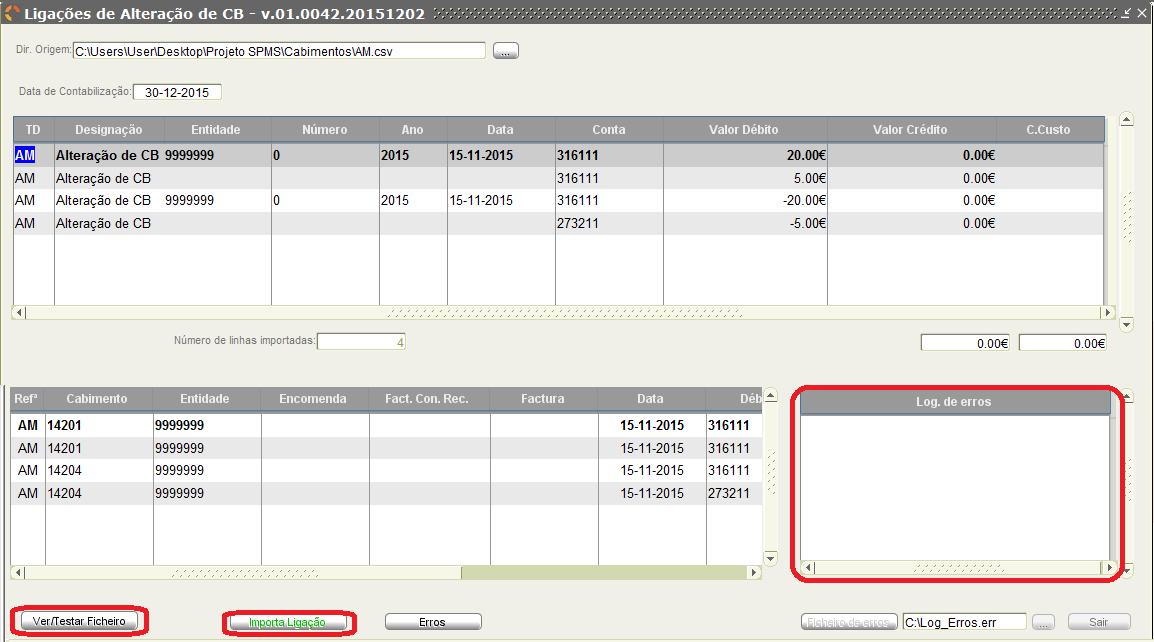 Ligações de Alteração de CB - v.01.0042.20151202
Dir. Origem: C:\Users\User\Desktop\Projeto SPMS\Cabimentos\AM.csv ...
Data de Contabilização: 30-12-2015
TD Designação Entidade Número Ano Data Conta Valor Débito Valor Crédito C.Custo
AM Alteração de CB 9999999 0 2015 15-11-2015 316111 20.00€ 0.00€
AM Alteração de CB 316111 5.00€ 0.00€
AM Alteração de CB 9999999 0 2015 15-11-2015 316111 -20.00€ 0.00€
AM Alteração de CB 273211 -5.00€ 0.00€
Número de linhas importadas: 4 0.00€ 0.00€
Refª Cabimento Entidade Encomenda Fact. Con. Rec. Factura Data Déb
AM 14201 9999999 15-11-2015 316111
AM 14201 9999999 15-11-2015 316111
AM 14204 9999999 15-11-2015 316111
AM 14204 9999999 15-11-2015 273211
Log. de erros
Ver/Testar Ficheiro Importa Ligação Erros Ficheiro de erros C:\Log_Erros.err ... Sair